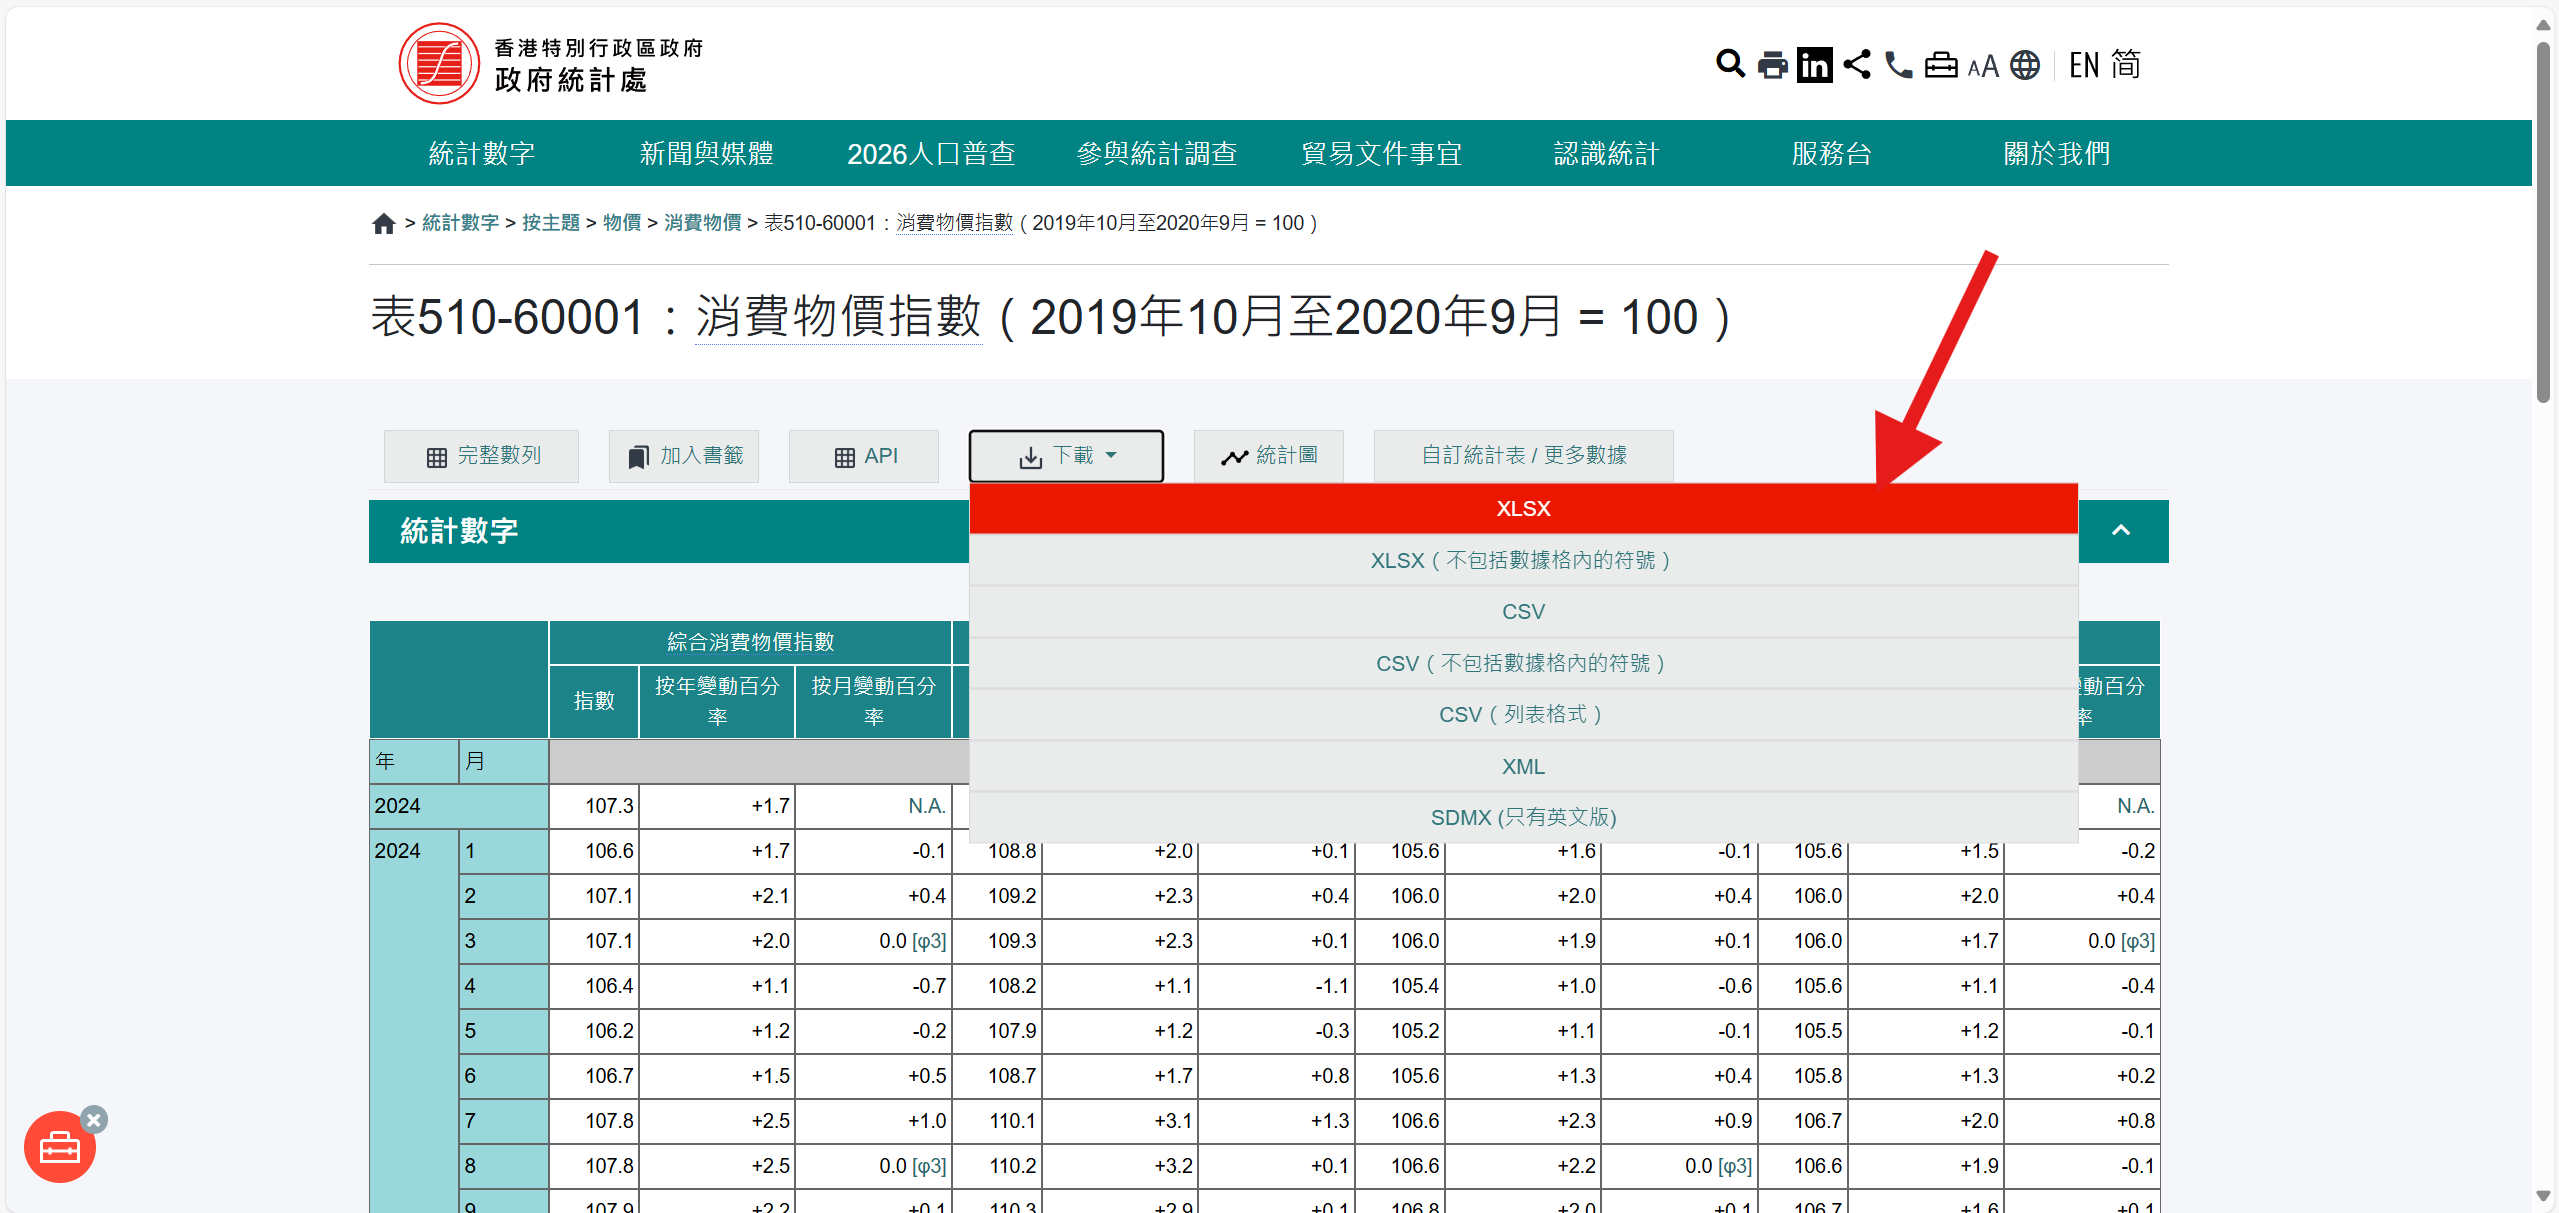 香港特別行政區政府
政府統計處
EN 简
統計數字 新聞與媒體 2026人口普查 參與統計調查 貿易文件事宜 認識統計 服務台 關於我們
> 統計數字 > 按主題 > 物價 > 消費物價 > 表510-60001：消費物價指數（2019年10月至2020年9月 = 100）
表510-60001：消費物價指數（2019年10月至2020年9月 = 100）
完整數列 加入書籤 API 下載 統計圖 自訂統計表 / 更多數據
XLSX
XLSX（不包括數據格內的符號）
CSV
CSV（不包括數據格內的符號）
CSV（列表格式）
XML
SDMX (只有英文版)
統計數字
綜合消費物價指數
指數 按年變動百分率 按月變動百分率 動百分率
年 月
2024 107.3 +1.7 N.A. N.A.
2024 1 106.6 +1.7 -0.1 108.8 +2.0 +0.1 105.6 +1.6 -0.1 105.6 +1.5 -0.2
2 107.1 +2.1 +0.4 109.2 +2.3 +0.4 106.0 +2.0 +0.4 106.0 +2.0 +0.4
3 107.1 +2.0 0.0 [φ3] 109.3 +2.3 +0.1 106.0 +1.9 +0.1 106.0 +1.7 0.0 [φ3]
4 106.4 +1.1 -0.7 108.2 +1.1 -1.1 105.4 +1.0 -0.6 105.6 +1.1 -0.4
5 106.2 +1.2 -0.2 107.9 +1.2 -0.3 105.2 +1.1 -0.1 105.5 +1.2 -0.1
6 106.7 +1.5 +0.5 108.7 +1.7 +0.8 105.6 +1.3 +0.4 105.8 +1.3 +0.2
7 107.8 +2.5 +1.0 110.1 +3.1 +1.3 106.6 +2.3 +0.9 106.7 +2.0 +0.8
8 107.8 +2.5 0.0 [φ3] 110.2 +3.2 +0.1 106.6 +2.2 0.0 [φ3] 106.6 +1.9 -0.1
9 107.9 +2.2 +0.1 110.3 +2.9 +0.1 106.8 +2.0 +0.1 106.7 +1.6 +0.1